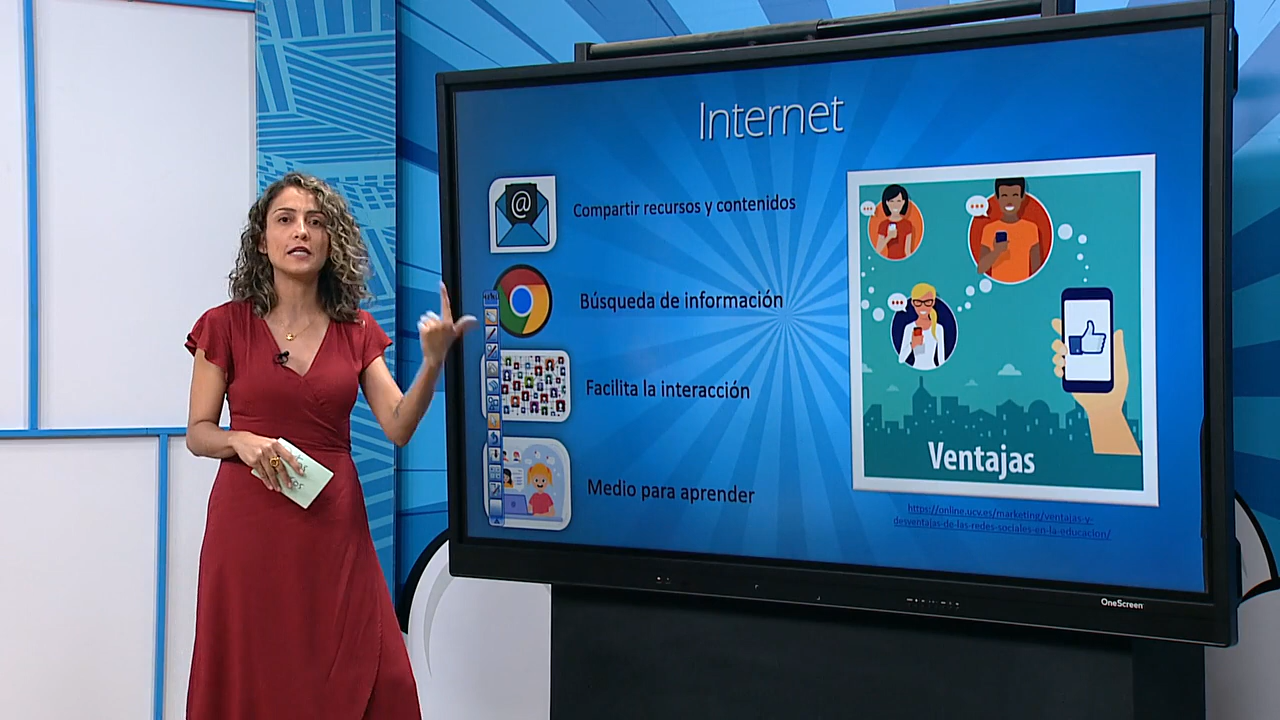 Internet
@
Compartir recursos y contenidos
Búsqueda de información
Facilita la interacción
Medio para aprender
Ventajas
https://online.ucv.es/marketing/ventajas-y-
desventajas-de-las-redes-sociales-en-la-educacion/
OneScreen